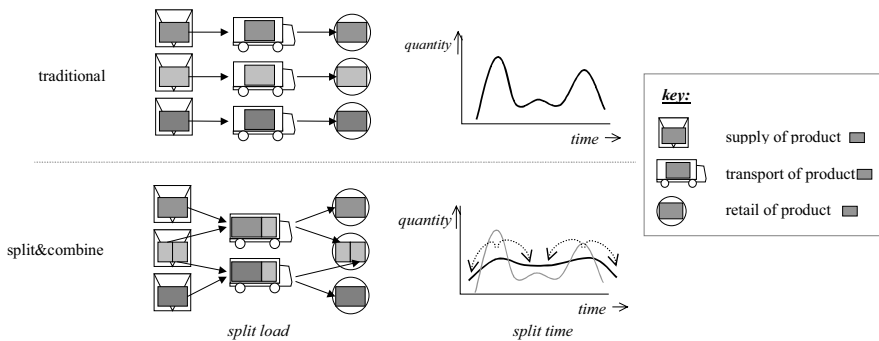 traditional
quantity
time
key:
supply of product
transport of product
retail of product
split&combine
quantity
time
split load
split time